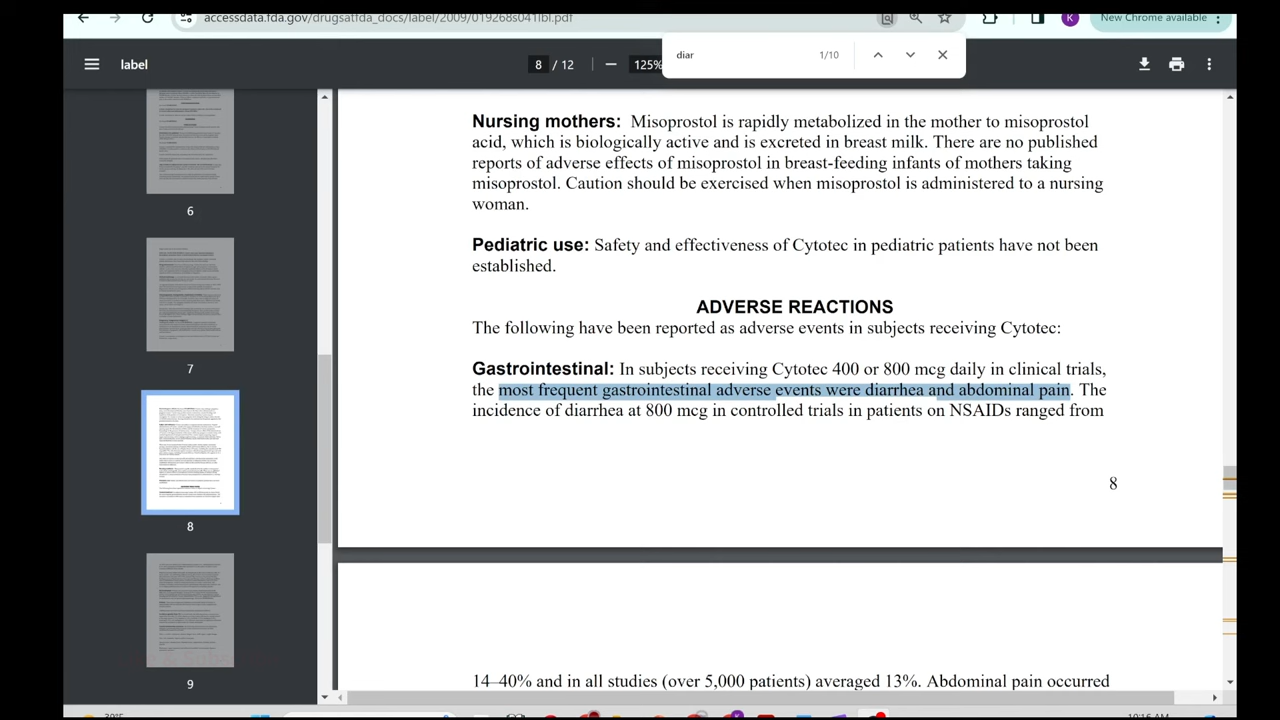 accessdata.fda.gov/drugsatfda_docs/label/2009/019268s041lbl.pdf
K
New Chrome available
diar
1/10
label
8 / 12
125%
6
7
8
9
Nursing mothers: Misoprostol is rapidly metabolized in the mother to misoprostol
acid, which is biologically active and is excreted in breast milk. There are no published
reports of adverse effects of misoprostol in breast-feeding infants of mothers taking
misoprostol. Caution should be exercised when misoprostol is administered to a nursing
woman.
Pediatric use: Safety and effectiveness of Cytotec in pediatric patients have not been
established.
ADVERSE REACTIONS
The following have been reported as adverse events in subjects receiving Cytotec:
Gastrointestinal: In subjects receiving Cytotec 400 or 800 mcg daily in clinical trials,
the most frequent gastrointestinal adverse events were diarrhea and abdominal pain. The
incidence of diarrhea at 800 mcg in controlled trials in patients on NSAIDs ranged from
8
14–40% and in all studies (over 5,000 patients) averaged 13%. Abdominal pain occurred
10:16 AM